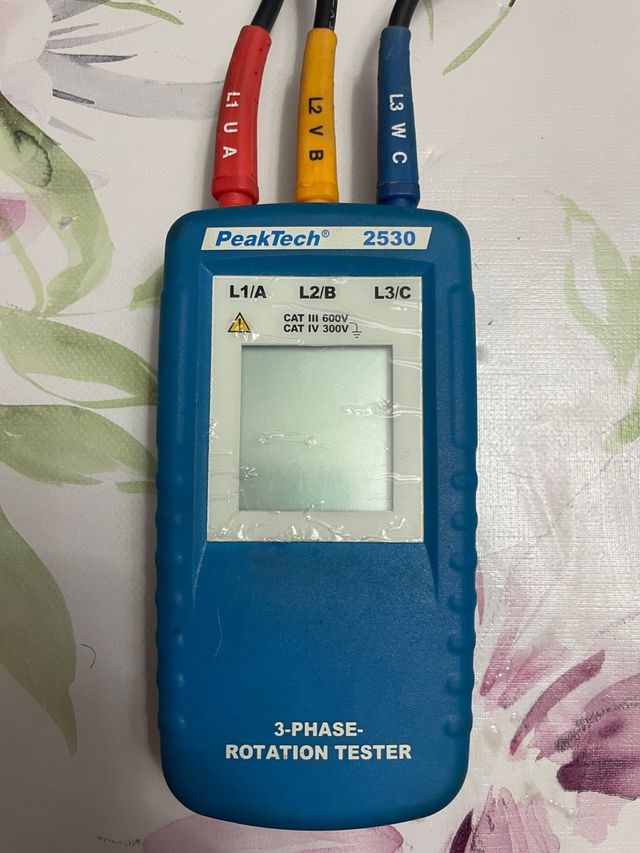 L1 U A
L2 V B
L3 W C
PeakTech® 2530
L1/A L2/B L3/C
CAT III 600V
CAT IV 300V
3-PHASE-
ROTATION TESTER